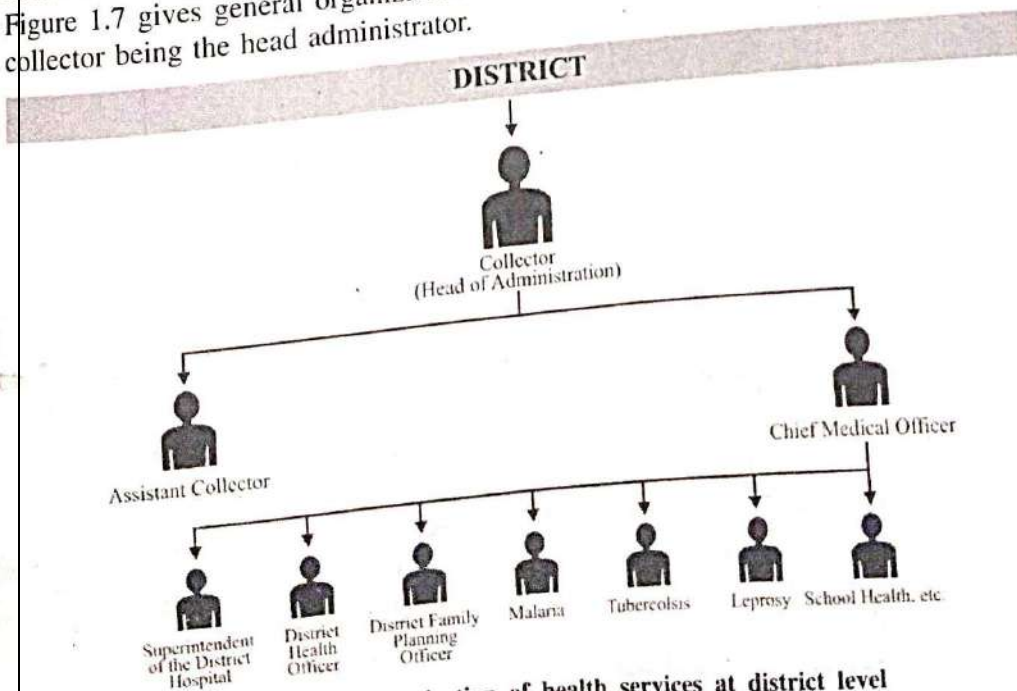 Figure 1.7 gives general
collector being the head administrator.
DISTRICT
Collector
(Head of Administration)
Assistant Collector
Chief Medical Officer
Superintendent
of the District
Hospital
District
Health
Officer
District Family
Planning
Officer
Malaria
Tubercolsis
Leprosy
School Health, etc.
of health services at district level